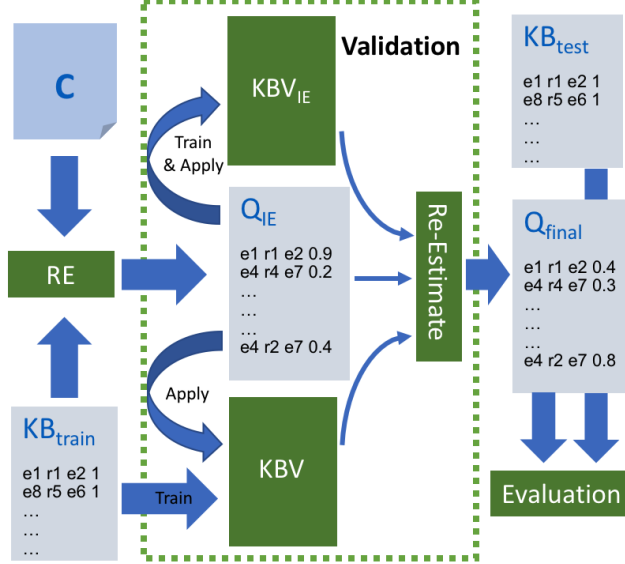 C
RE
KB_train
e1 r1 e2 1
e8 r5 e6 1
…
…
…
Validation
KBV_IE
Train
& Apply
Q_IE
e1 r1 e2 0.9
e4 r4 e7 0.2
…
…
…
e4 r2 e7 0.4
Apply
Train
KBV
Re-Estimate
KB_test
e1 r1 e2 1
e8 r5 e6 1
…
…
…
Q_final
e1 r1 e2 0.4
e4 r4 e7 0.3
…
…
…
e4 r2 e7 0.8
Evaluation